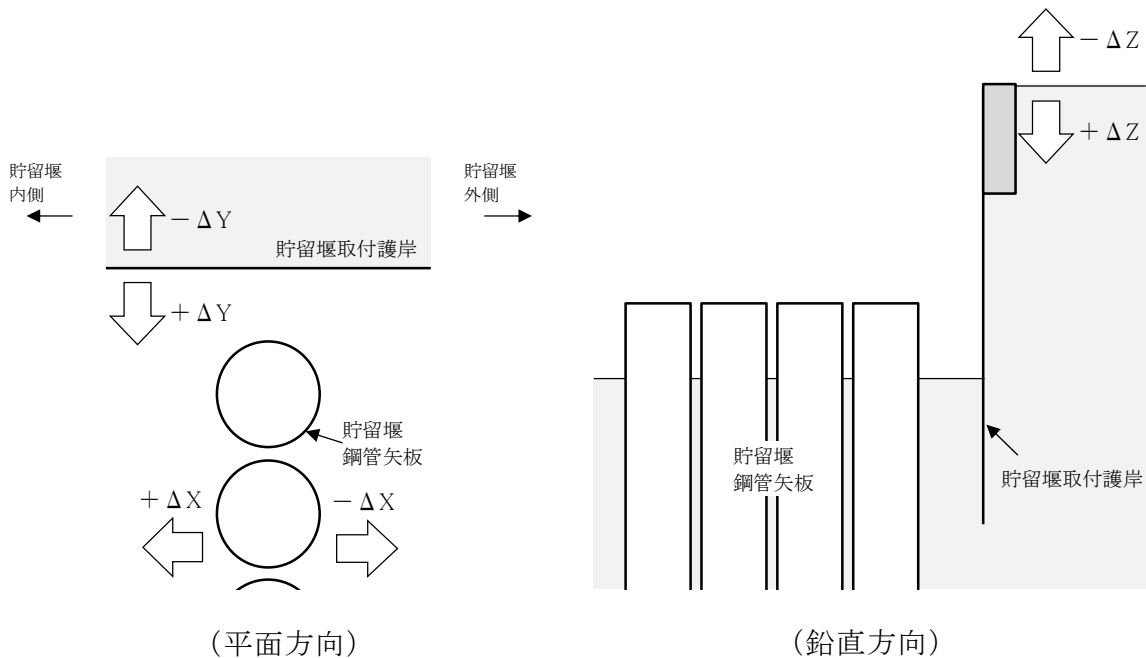 貯留堰
内側
－ΔY
貯留堰取付護岸
貯留堰
外側
＋ΔY
貯留堰
鋼管矢板
＋ΔX
－ΔX
(平面方向)
－ΔZ
＋ΔZ
貯留堰
鋼管矢板
貯留堰取付護岸
(鉛直方向)